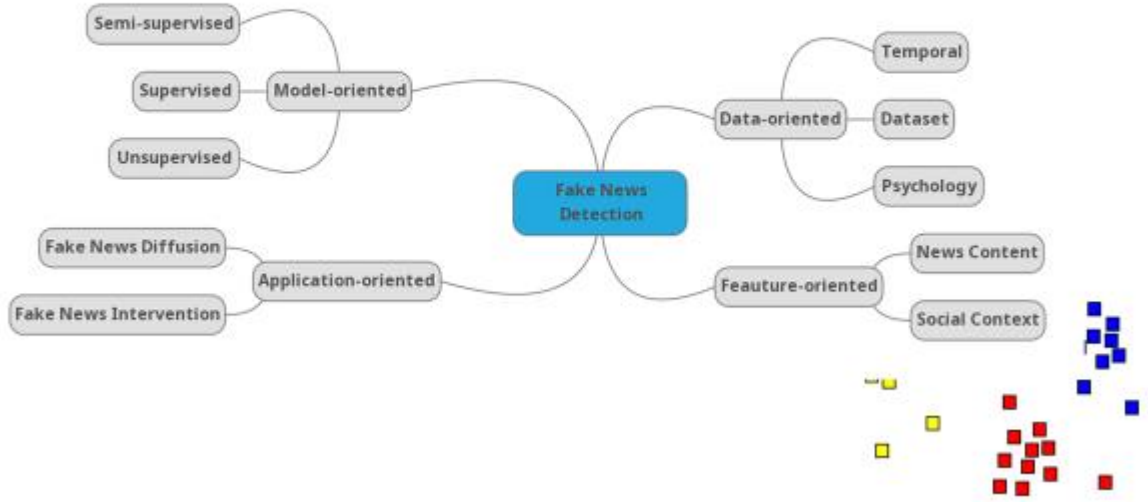 Semi-supervised
Supervised
Unsupervised
Model-oriented
Fake News Diffusion
Fake News Intervention
Application-oriented
Fake News
Detection
Data-oriented
Temporal
Dataset
Psychology
Feauture-oriented
News Content
Social Context